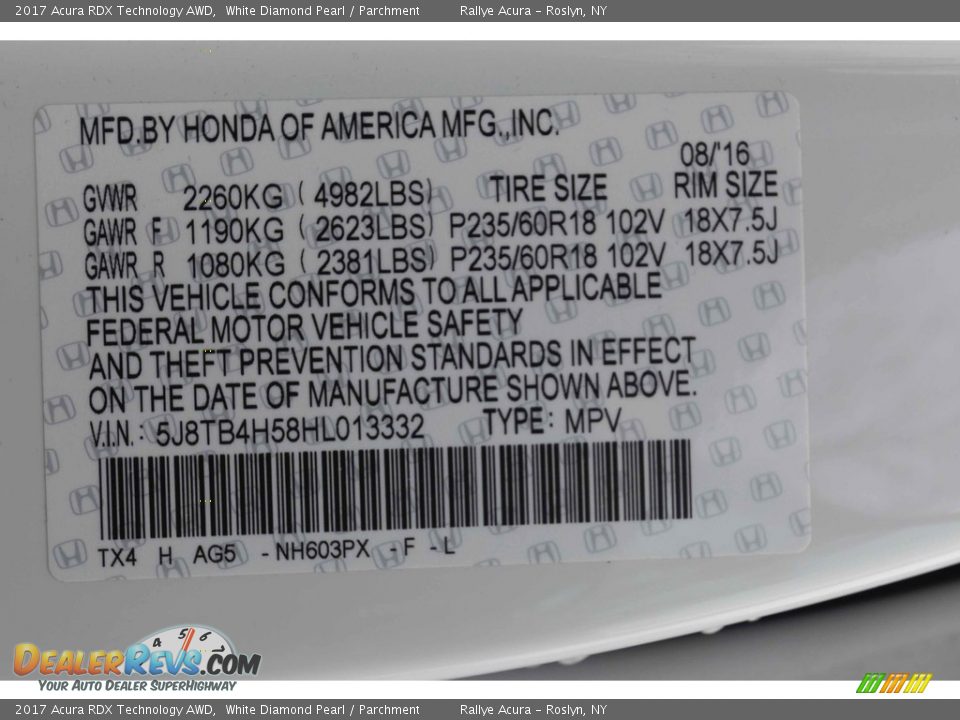 2017 Acura RDX Technology AWD, White Diamond Pearl / Parchment Rallye Acura - Roslyn, NY
MFD.BY HONDA OF AMERICA MFG.,INC.
08/'16
GVWR 2260KG ( 4982LBS) TIRE SIZE RIM SIZE
GAWR F 1190KG ( 2623LBS) P235/60R18 102V 18X7.5J
GAWR R 1080KG ( 2381LBS) P235/60R18 102V 18X7.5J
THIS VEHICLE CONFORMS TO ALL APPLICABLE
FEDERAL MOTOR VEHICLE SAFETY
AND THEFT PREVENTION STANDARDS IN EFFECT
ON THE DATE OF MANUFACTURE SHOWN ABOVE.
V.I.N.: 5J8TB4H58HL013332 TYPE: MPV
TX4 H AG5 - NH603PX - F - L
4 5 6 7
DEALERREVS.COM
YOUR AUTO DEALER SUPERHIGHWAY
2017 Acura RDX Technology AWD, White Diamond Pearl / Parchment Rallye Acura - Roslyn, NY